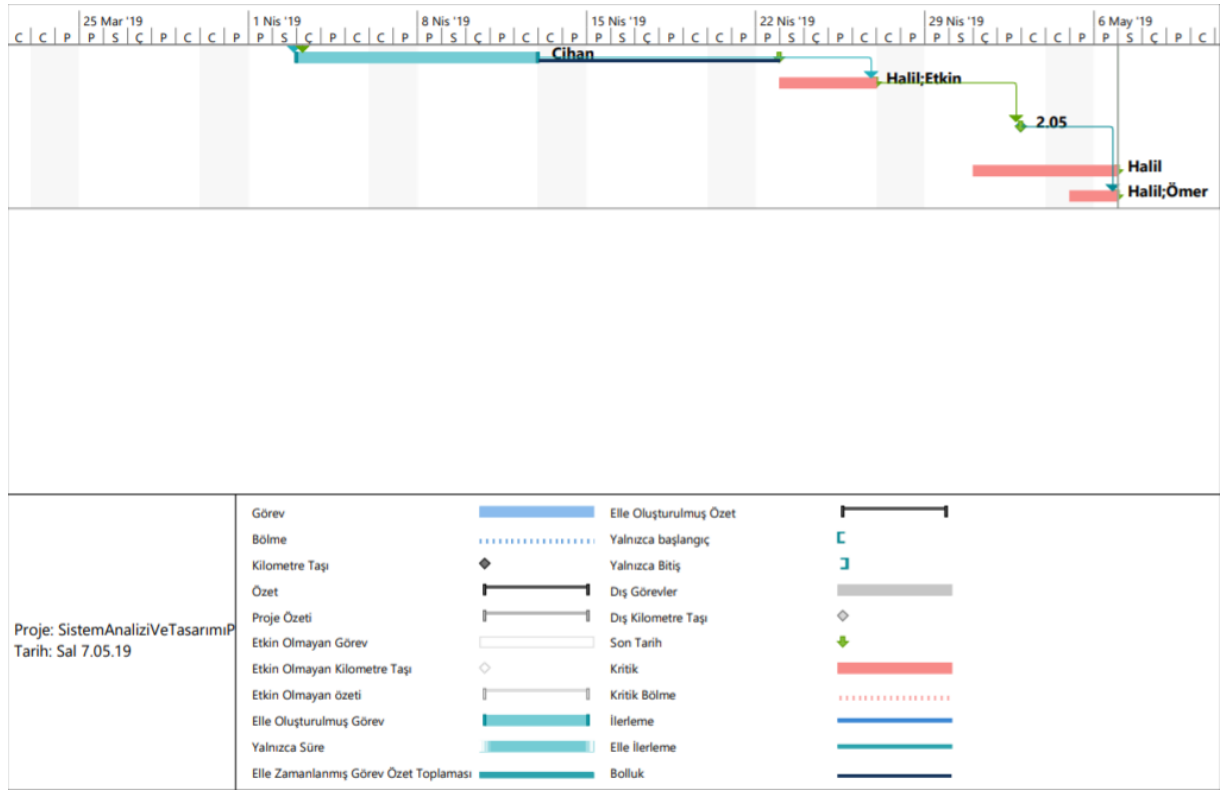 25 Mar '19 1 Nis '19 8 Nis '19 15 Nis '19 22 Nis '19 29 Nis '19 6 May '19
C C P P S Ç P C C P P S Ç P C C P P S Ç P C C P P S Ç P C C P P S Ç P C C P P S Ç P C C P P S Ç P C
Cihan
Halil;Etkin
2.05
Halil
Halil;Ömer
Proje: SistemAnaliziVeTasarımıP
Tarih: Sal 7.05.19
Görev
Bölme
Kilometre Taşı
Özet
Proje Özeti
Etkin Olmayan Görev
Etkin Olmayan Kilometre Taşı
Etkin Olmayan özeti
Elle Oluşturulmuş Görev
Yalnızca Süre
Elle Zamanlanmış Görev Özet Toplaması
Elle Oluşturulmuş Özet
Yalnızca başlangıç
Yalnızca Bitiş
Dış Görevler
Dış Kilometre Taşı
Son Tarih
Kritik
Kritik Bölme
İlerleme
Elle İlerleme
Bolluk